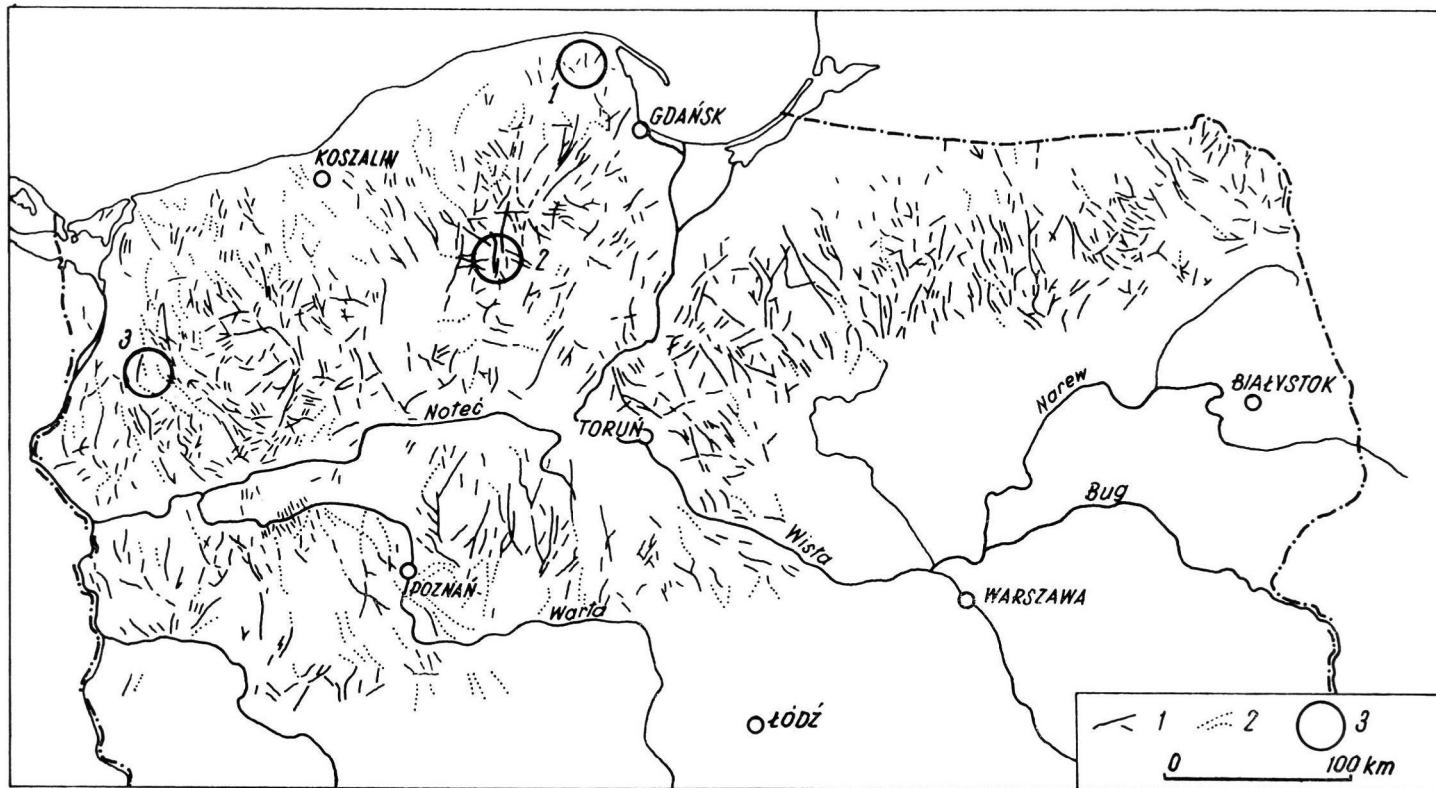 1
GDAŃSK
KOSZALIN
2
3
Narew
BIAŁYSTOK
Noteć
TORUŃ
Bug
Wisła
POZNAŃ
WARSZAWA
Warta
ŁÓDŹ
1 2 3
0 100 km